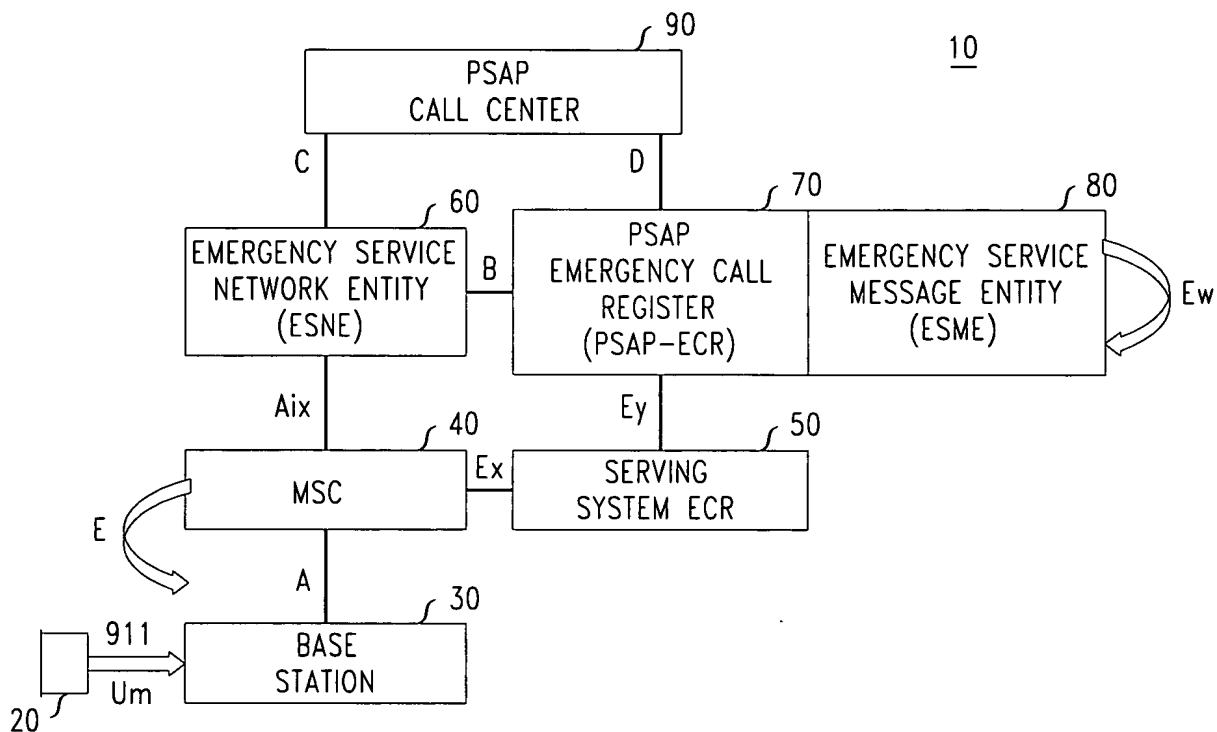 90
10
PSAP
CALL CENTER
C
D
60
70
80
EMERGENCY SERVICE
NETWORK ENTITY
(ESNE)
B
PSAP
EMERGENCY CALL
REGISTER
(PSAP-ECR)
EMERGENCY SERVICE
MESSAGE ENTITY
(ESME)
Ew
Aix
Ey
40
50
MSC
Ex
SERVING
SYSTEM ECR
E
A
30
911
Um
20
BASE
STATION